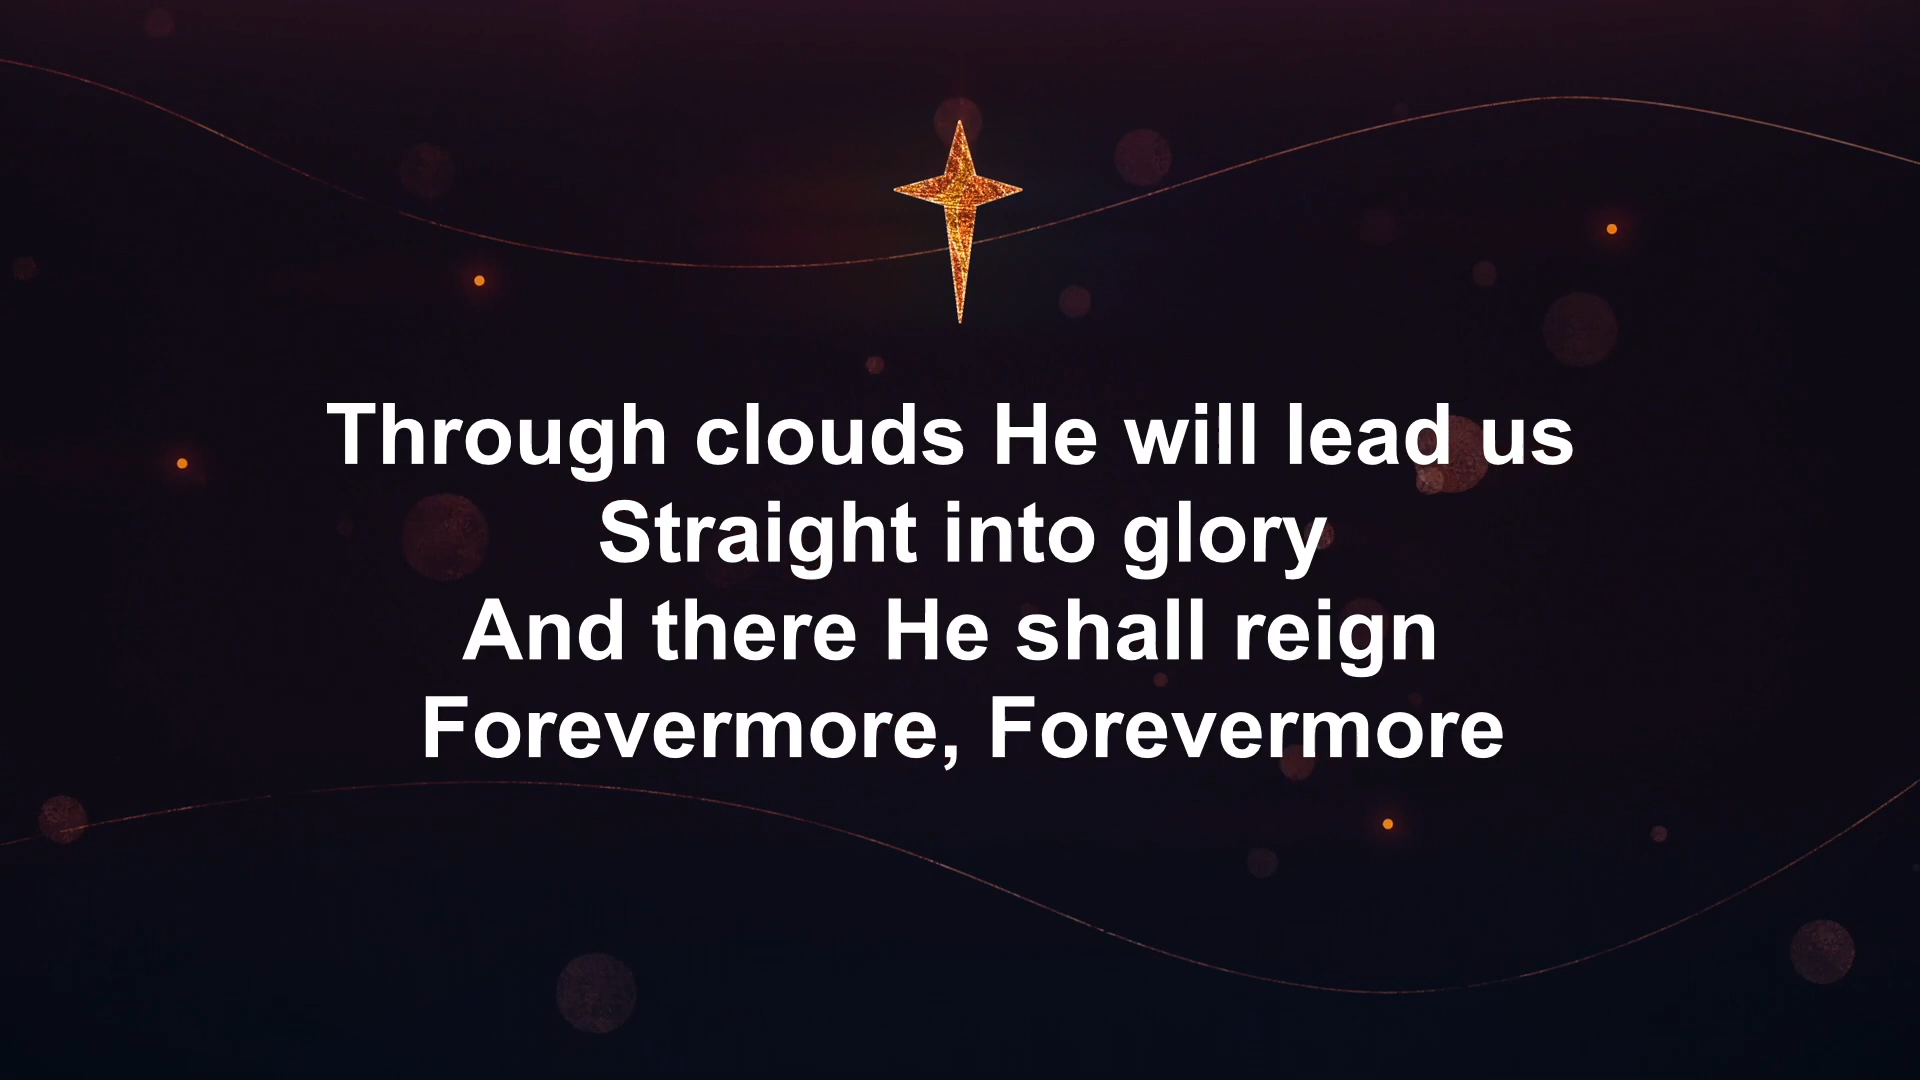 Through clouds He will lead us
Straight into glory
And there He shall reign
Forevermore, Forevermore